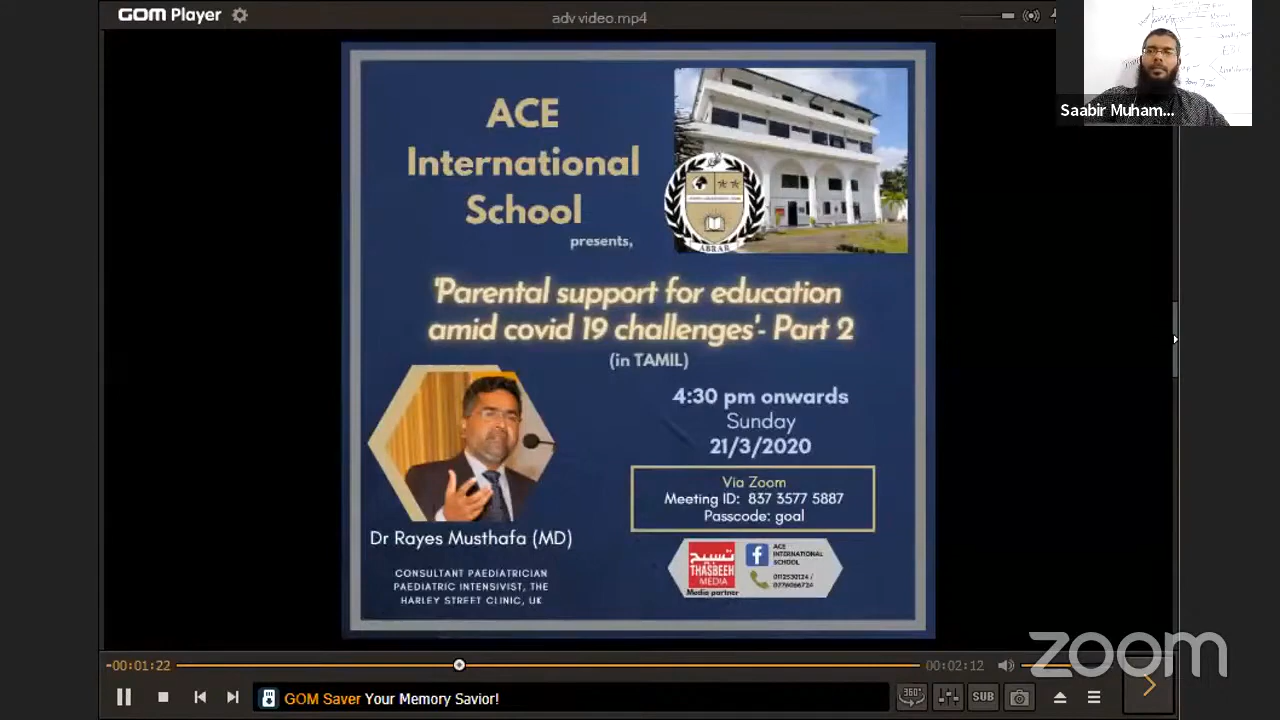 GOM Player
adv video.mp4
Saabir Muham...
ACE
International
School
presents,
ABRAR
'Parental support for education
amid covid 19 challenges'- Part 2
(in TAMIL)
4:30 pm onwards
Sunday
21/3/2020
Via Zoom
Meeting ID: 837 3577 5887
Passcode: goal
Dr Rayes Musthafa (MD)
CONSULTANT PAEDIATRICIAN
PAEDIATRIC INTENSIVIST, THE
HARLEY STREET CLINIC, UK
THASBEEH
MEDIA
Media partner
f
ACE
INTERNATIONAL
SCHOOL
zoom
-00:01:22
00:02:12
GOM Saver Your Memory Savior!
360°
SUB